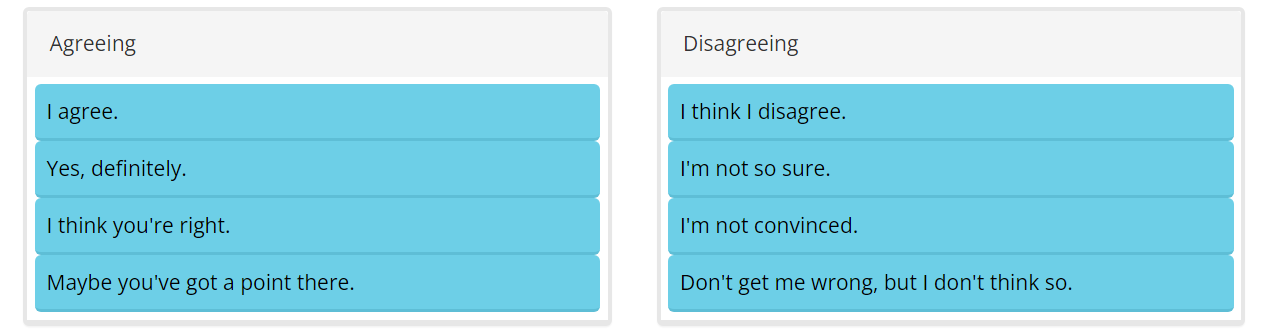 Agreeing
I agree.
Yes, definitely.
I think you're right.
Maybe you've got a point there.
Disagreeing
I think I disagree.
I'm not so sure.
I'm not convinced.
Don't get me wrong, but I don't think so.